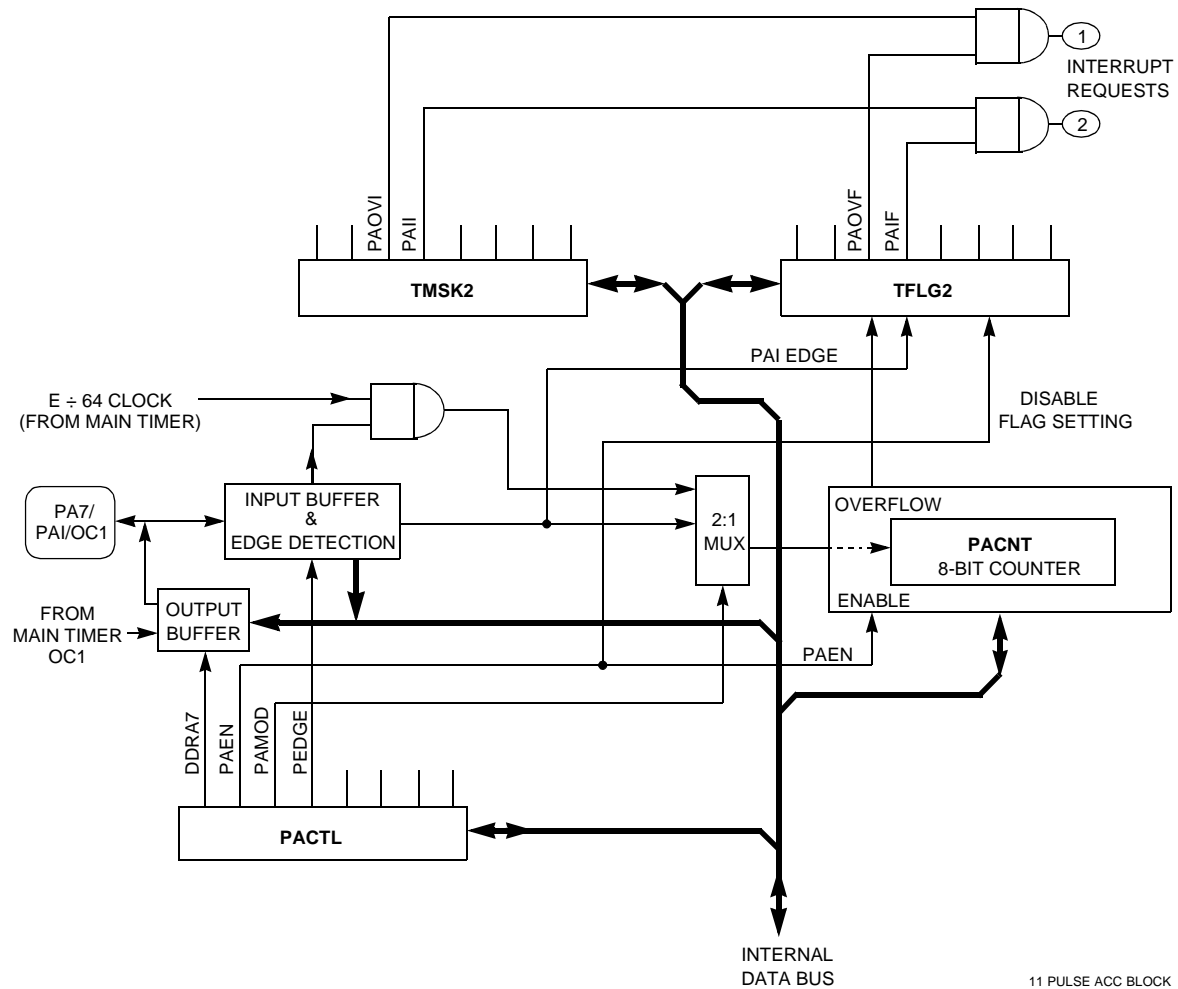 1
INTERRUPT
REQUESTS
2
PAOVI
PAII
PAOVF
PAIF
TMSK2
TFLG2
PAI EDGE
E ÷ 64 CLOCK
(FROM MAIN TIMER)
DISABLE
FLAG SETTING
PA7/
PAI/OC1
INPUT BUFFER
&
EDGE DETECTION
2:1
MUX
OVERFLOW
PACNT
8-BIT COUNTER
ENABLE
FROM
MAIN TIMER
OC1
OUTPUT
BUFFER
PAEN
DDRA7
PAEN
PAMOD
PEDGE
PACTL
INTERNAL
DATA BUS
11 PULSE ACC BLOCK